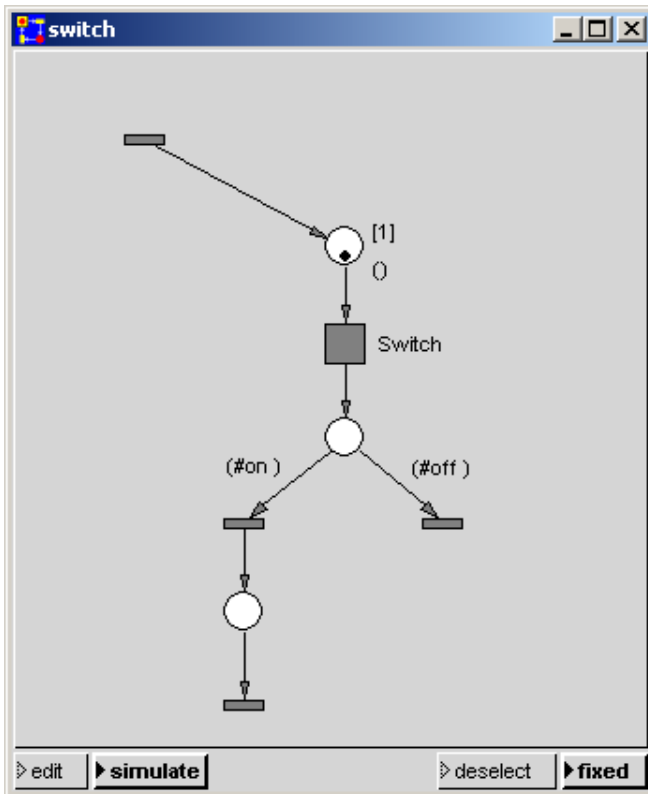 switch
[1]
()
Switch
(#on )
(#off )
edit
simulate
deselect
fixed